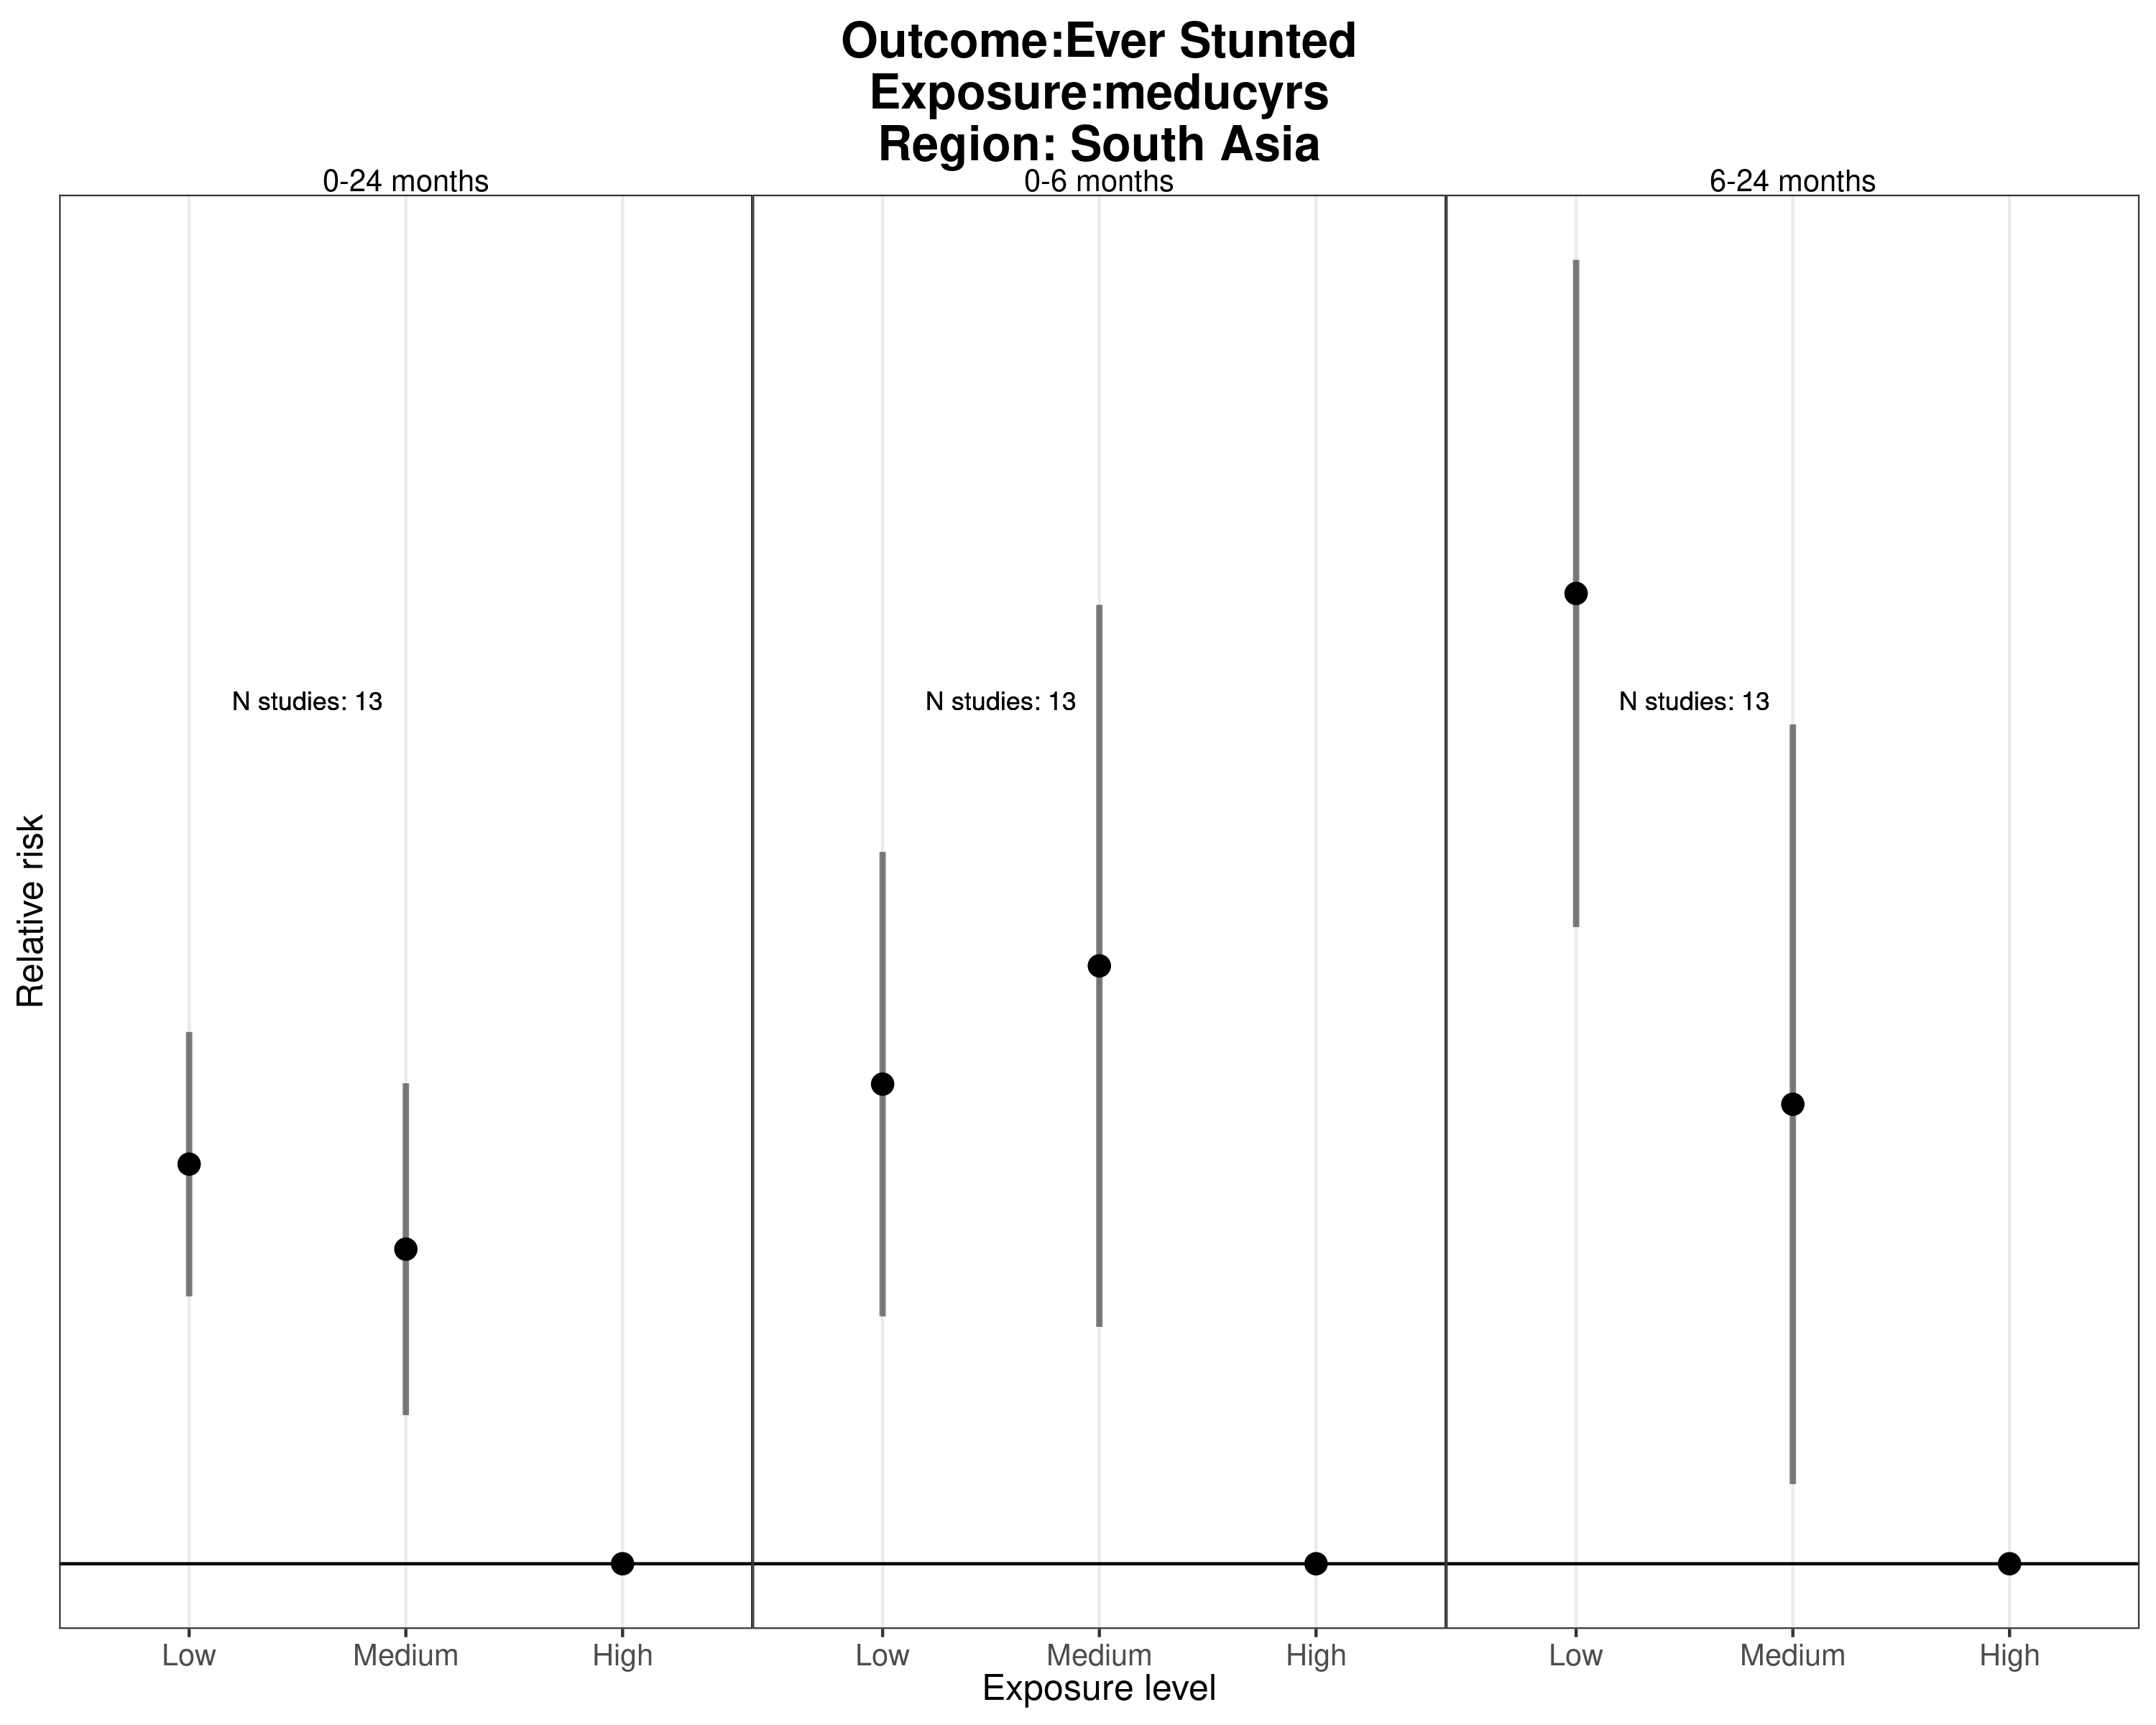 Outcome:Ever Stunted
Exposure:meducyrs
Region: South Asia
0-24 months
0-6 months
6-24 months
N studies: 13
N studies: 13
N studies: 13
Relative risk
Low
Medium
High
Low
Medium
High
Low
Medium
High
Exposure level